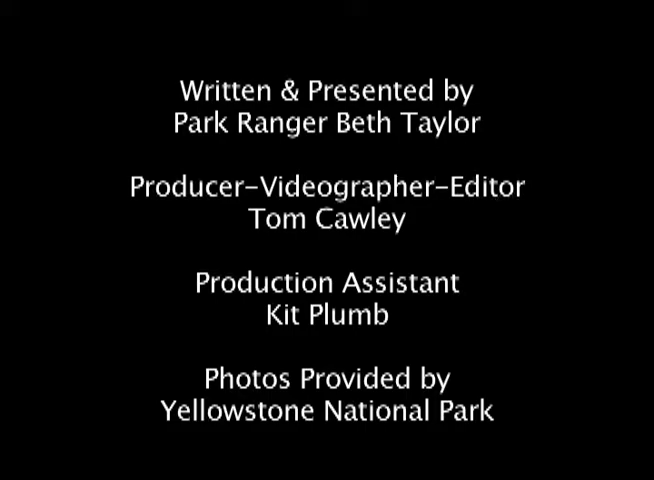 Written & Presented by
Park Ranger Beth Taylor
Producer-Videographer-Editor
Tom Cawley
Production Assistant
Kit Plumb
Photos Provided by
Yellowstone National Park